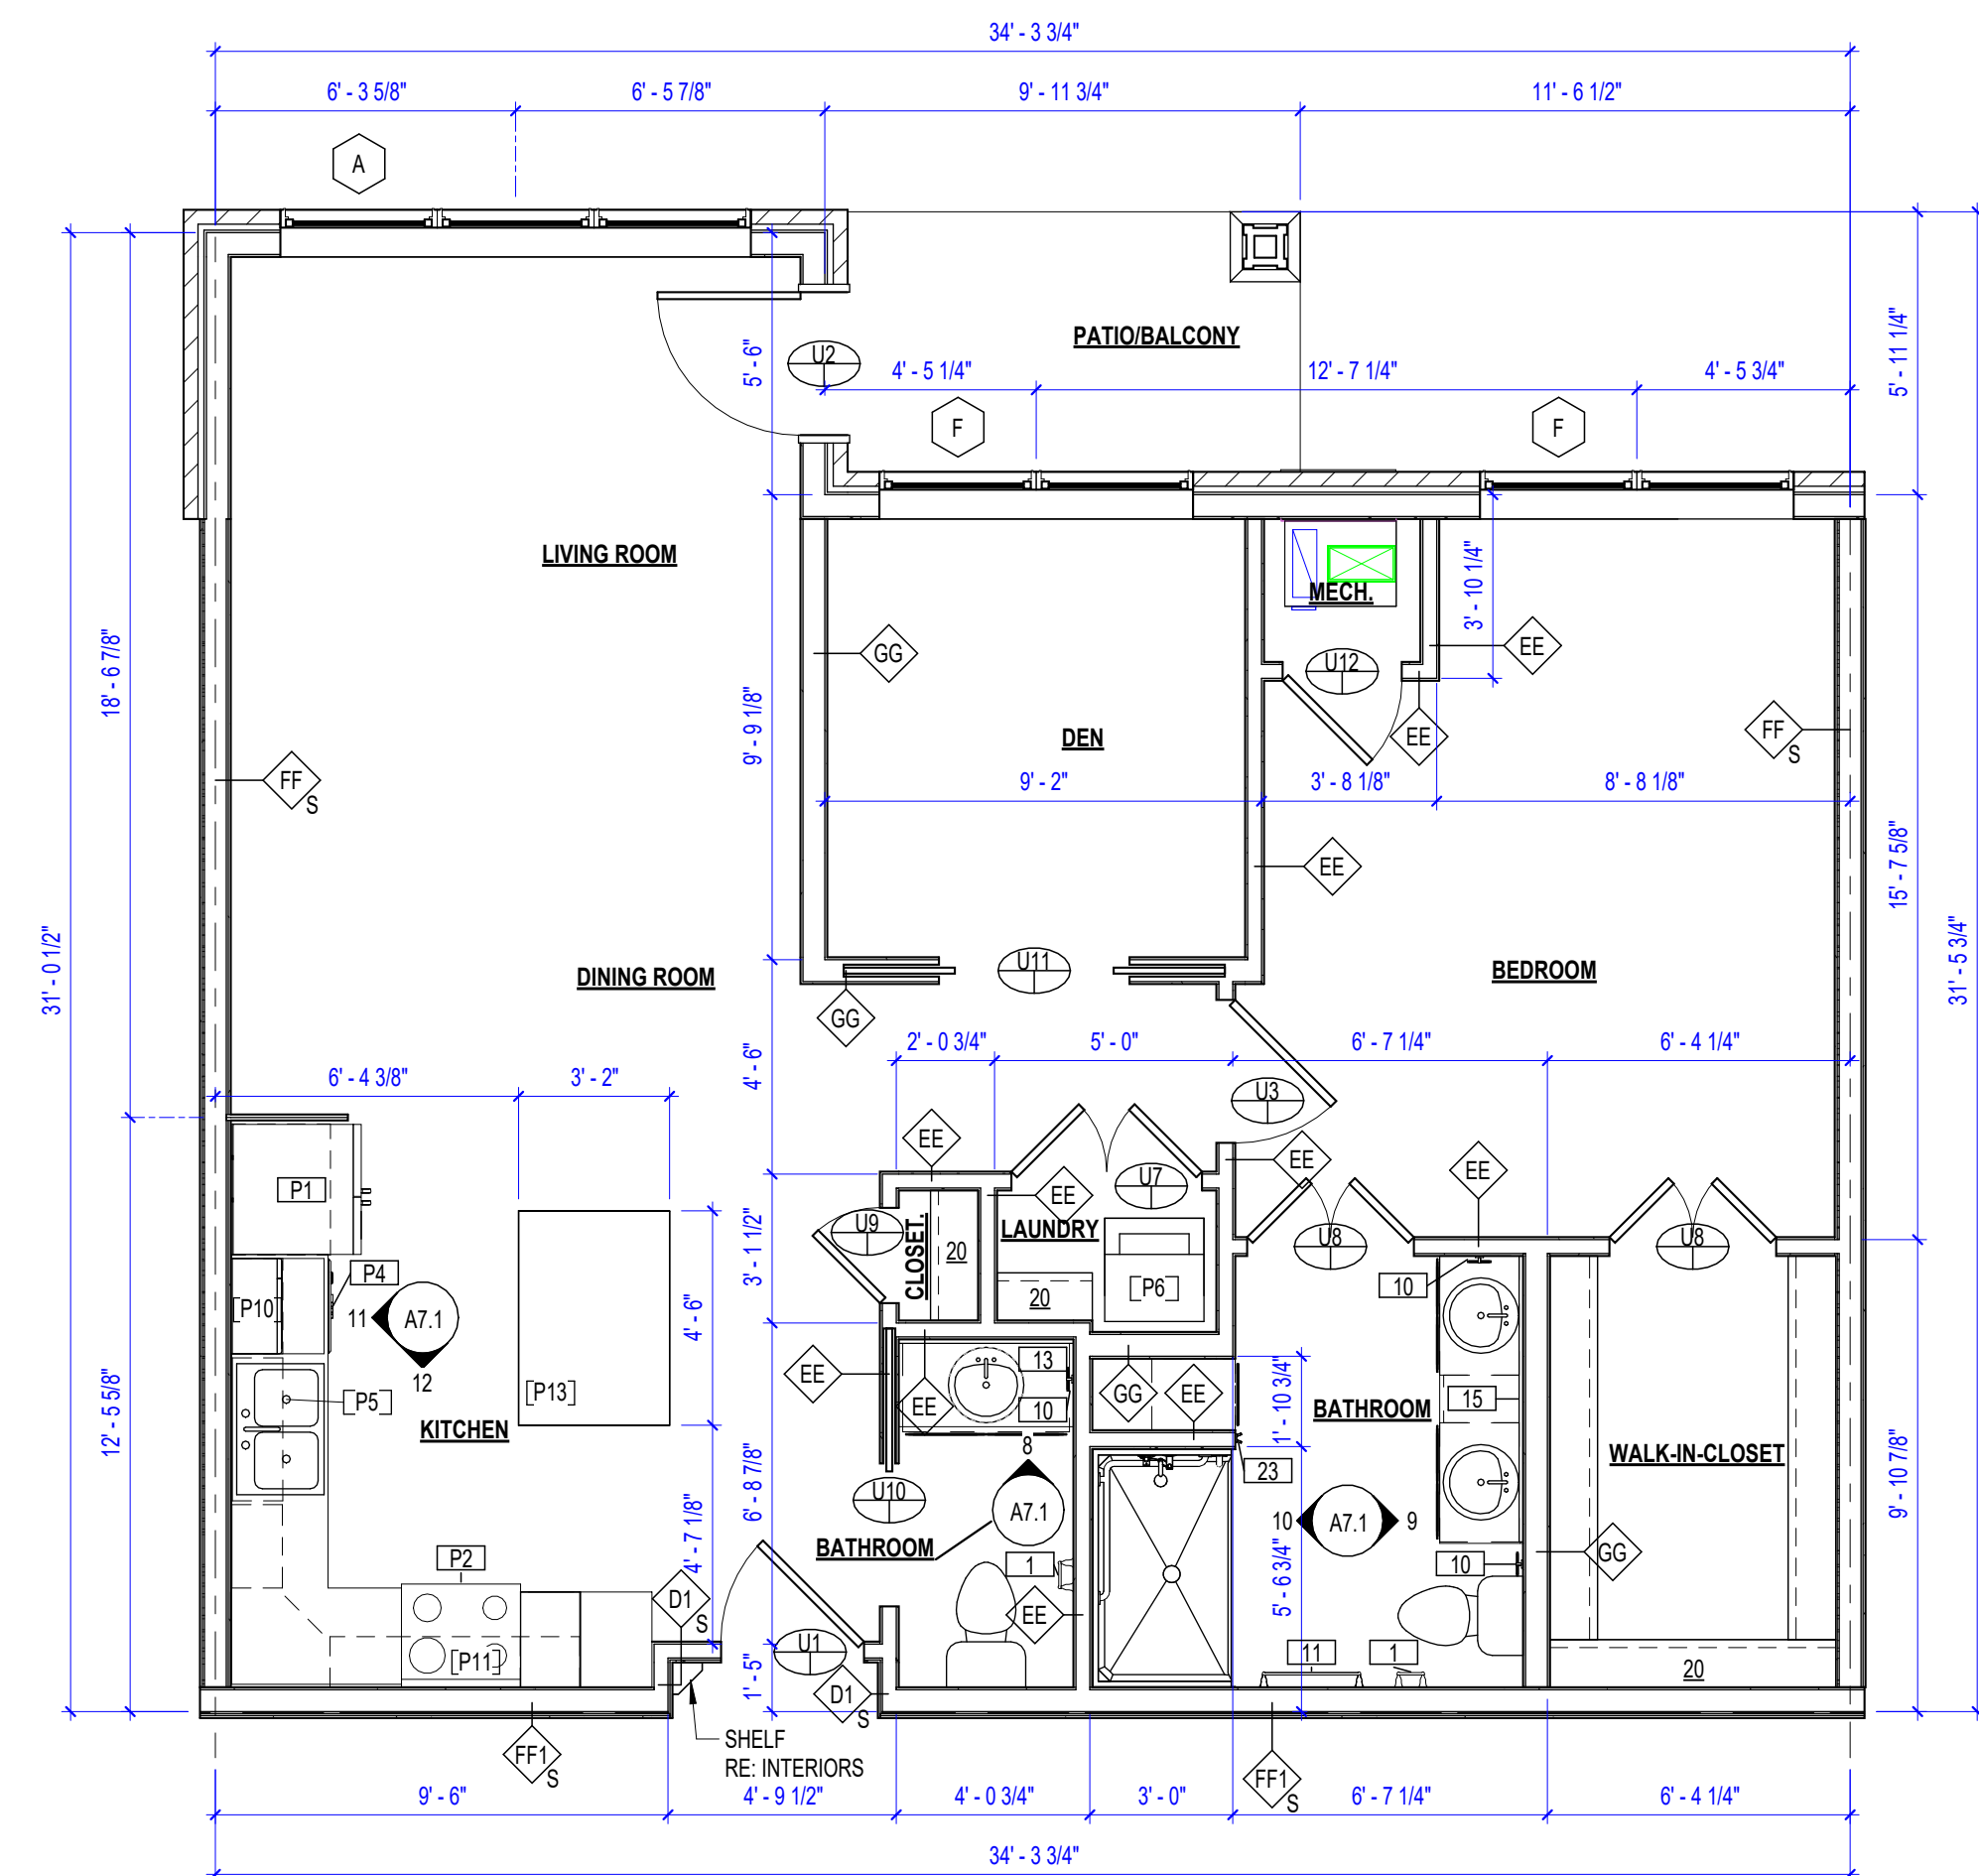 34' - 3 3/4"
6' - 3 5/8"
6' - 5 7/8"
9' - 11 3/4"
11' - 6 1/2"
A
PATIO/BALCONY
U2
5' - 6"
4' - 5 1/4"
12' - 7 1/4"
4' - 5 3/4"
5' - 11 1/4"
F
F
LIVING ROOM
MECH.
3' - 10 1/4"
18' - 6 7/8"
GG
U12
EE
9' - 9 1/8"
DEN
EE
FF
S
FF
S
9' - 2"
3' - 8 1/8"
8' - 8 1/8"
EE
15' - 7 5/8"
31' - 0 1/2"
31' - 5 3/4"
DINING ROOM
U11
BEDROOM
GG
4' - 6"
2' - 0 3/4"
5' - 0"
6' - 7 1/4"
6' - 4 1/4"
6' - 4 3/8"
3' - 2"
U3
EE
EE
EE
P1
EE
U7
U9
CLOSET.
20
LAUNDRY
U8
U8
3' - 1 1/2"
P4
P10
11
A7.1
12
4' - 6"
20
P6
10
12' - 5 5/8"
P5
P13
KITCHEN
EE
EE
13
10
8
GG
EE
1' - 10 3/4"
BATHROOM
15
WALK-IN-CLOSET
23
9' - 10 7/8"
6' - 8 7/8"
4' - 7 1/8"
U10
A7.1
10
A7.1
9
BATHROOM
P2
1
10
GG
5' - 6 3/4"
D1
S
EE
P11
U1
11
1
20
1' - 5"
D1
S
SHELF
RE: INTERIORS
FF1
S
FF1
S
9' - 6"
4' - 9 1/2"
4' - 0 3/4"
3' - 0"
6' - 7 1/4"
6' - 4 1/4"
34' - 3 3/4"